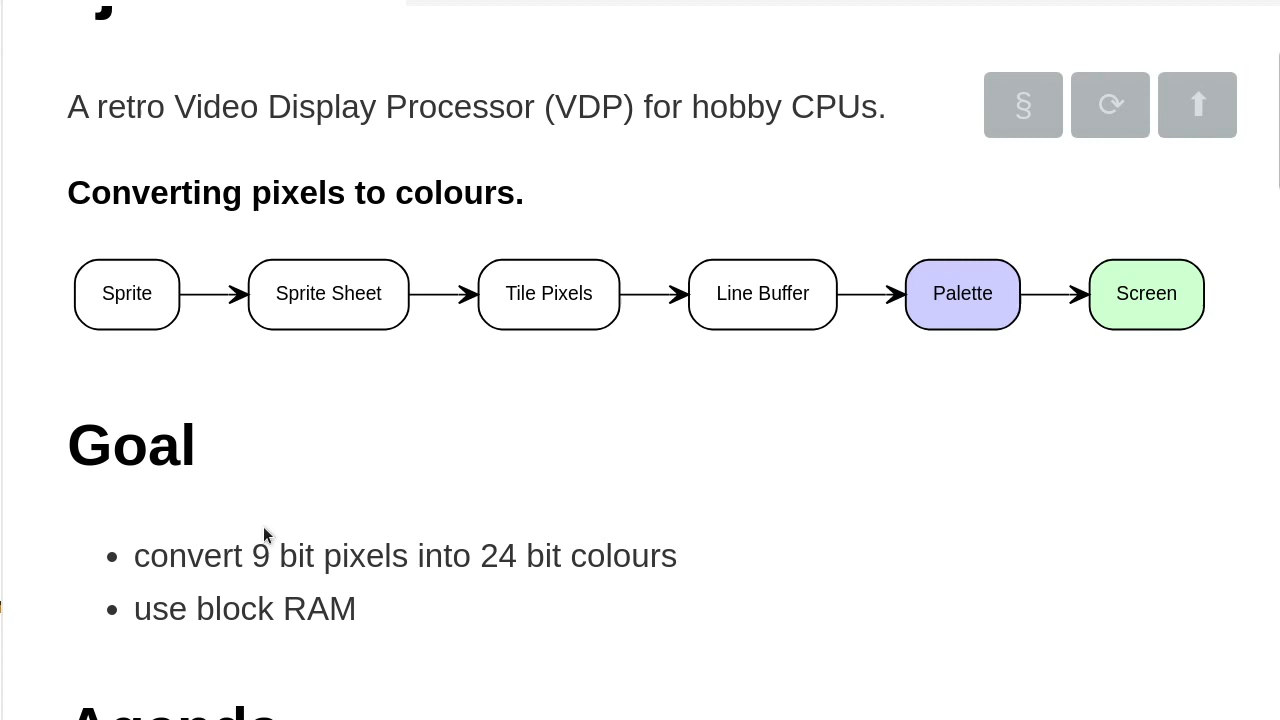 A retro Video Display Processor (VDP) for hobby CPUs.
§ ⟳ ⬆
Converting pixels to colours.
Sprite Sprite Sheet Tile Pixels Line Buffer Palette Screen
Goal
• convert 9 bit pixels into 24 bit colours
• use block RAM
Agenda